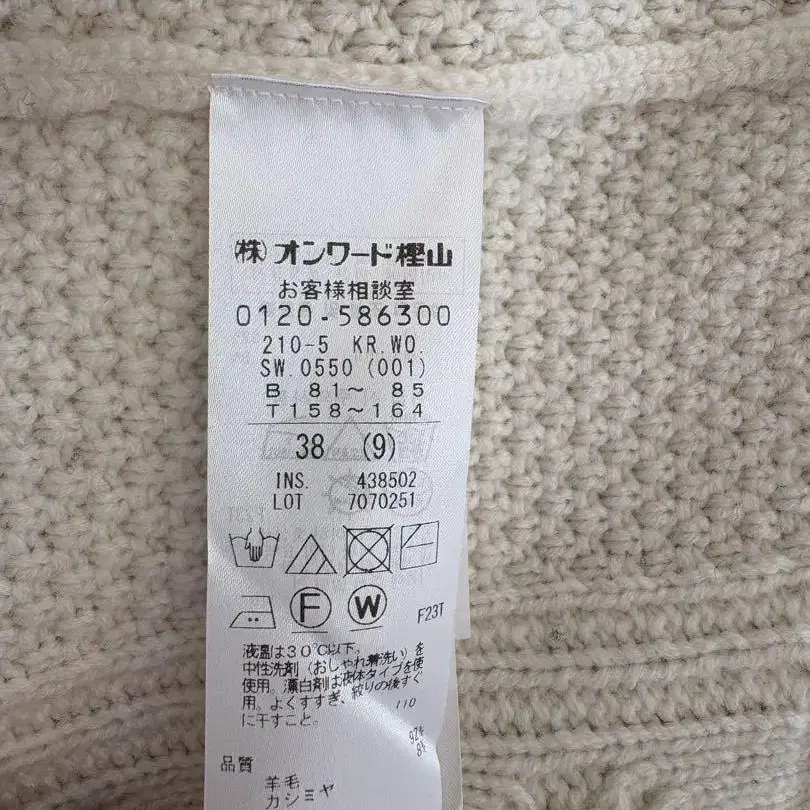 (株)オンワード樫山
お客様相談室
0120-586300
210-5 KR.WO.
SW.0550 (001)
B 81〜 85
T158〜164
38 (9)
INS. 438502
LOT 7070251
F
W
F23T
液温は30℃以下。
中性洗剤(おしゃれ着洗い)を
使用。漂白剤は液体タイプを使
用。よくすすぎ、絞りの後すぐ
に干すこと。
110
92%
8%
品質
羊毛
カシミヤ